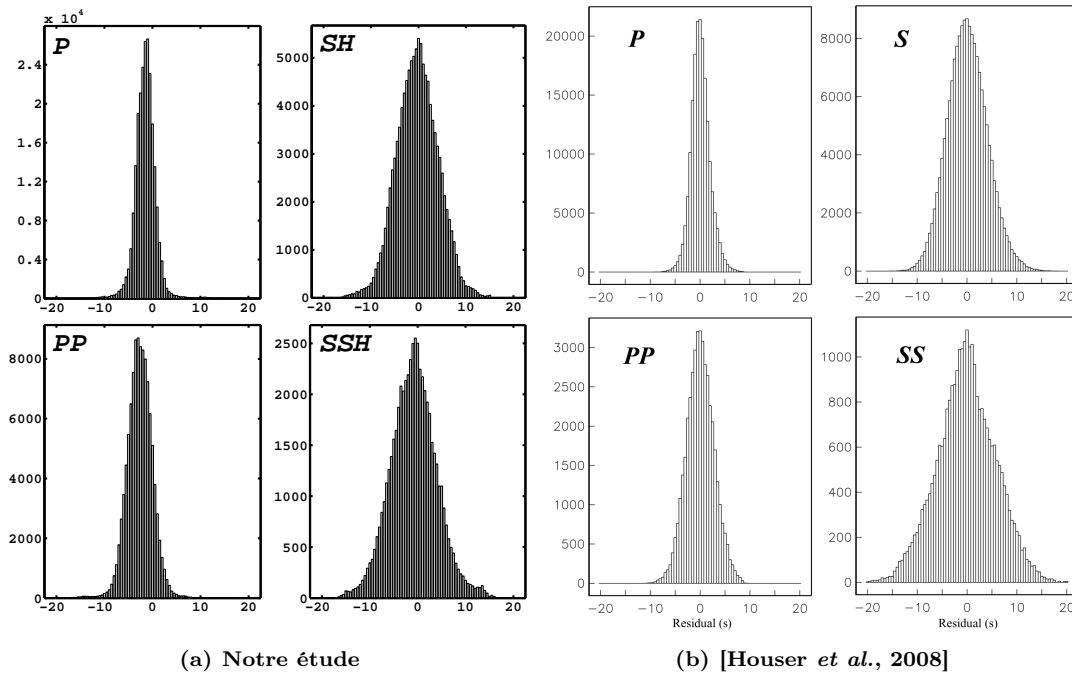 x 10⁴
P
2.4
2
1.6
1.2
0.8
0.4
0
−20 −10 0 10 20
SH
5000
4000
3000
2000
1000
0
−20 −10 0 10 20
PP
8000
6000
4000
2000
0
−20 −10 0 10 20
SSH
2500
2000
1500
1000
500
0
−20 −10 0 10 20
(a) Notre étude
P
20000
15000
10000
5000
0
−20 −10 0 10 20
S
8000
6000
4000
2000
0
−20 −10 0 10 20
PP
3000
2500
2000
1500
1000
500
0
−20 −10 0 10 20
Residual (s)
SS
1000
800
600
400
200
0
−20 −10 0 10 20
Residual (s)
(b) [Houser et al., 2008]